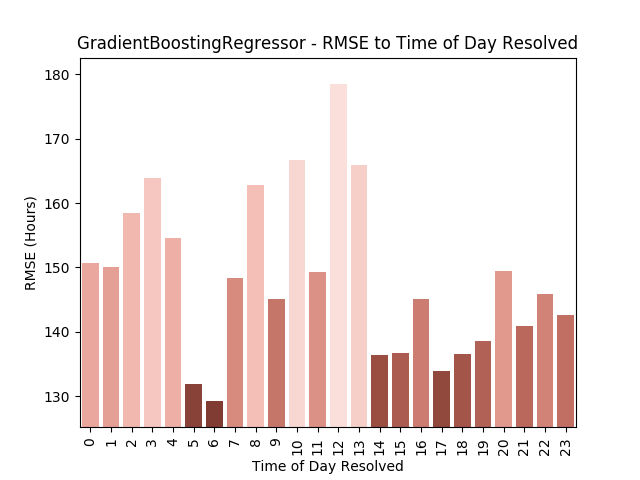 GradientBoostingRegressor - RMSE to Time of Day Resolved
180
170
160
150
140
130
RMSE (Hours)
0 1 2 3 4 5 6 7 8 9 10 11 12 13 14 15 16 17 18 19 20 21 22 23
Time of Day Resolved